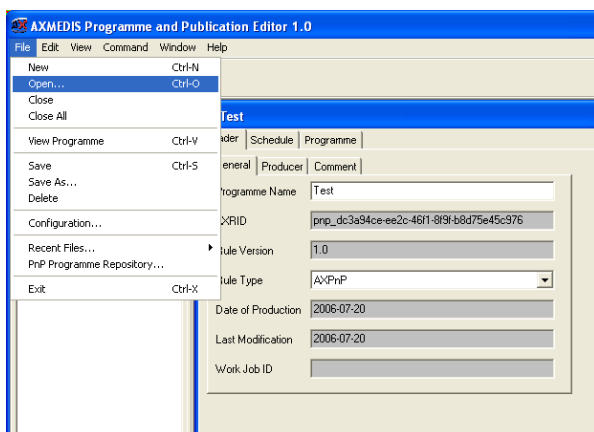 AXMEDIS Programme and Publication Editor 1.0
File Edit View Command Window Help
New Ctrl-N
Open... Ctrl-O
Close
Close All
View Programme Ctrl-V
Save Ctrl-S
Save As...
Delete
Configuration...
Recent Files...
PnP Programme Repository...
Exit Ctrl-X
Test
ader Schedule Programme
eneral Producer Comment
rogramme Name Test
XRID pnp_dc3a94ce-ee2c-46f1-8f9f-b8d75e45c976
ule Version 1.0
ule Type AXPnP
Date of Production 2006-07-20
Last Modification 2006-07-20
Work Job ID